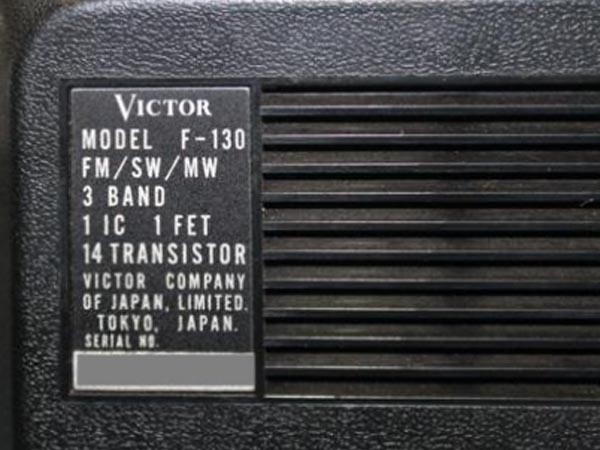 VICTOR
MODEL F-130
FM/SW/MW
3 BAND
1 IC 1 FET
14 TRANSISTOR
VICTOR COMPANY
OF JAPAN, LIMITED.
TOKYO, JAPAN.
SERIAL NO.